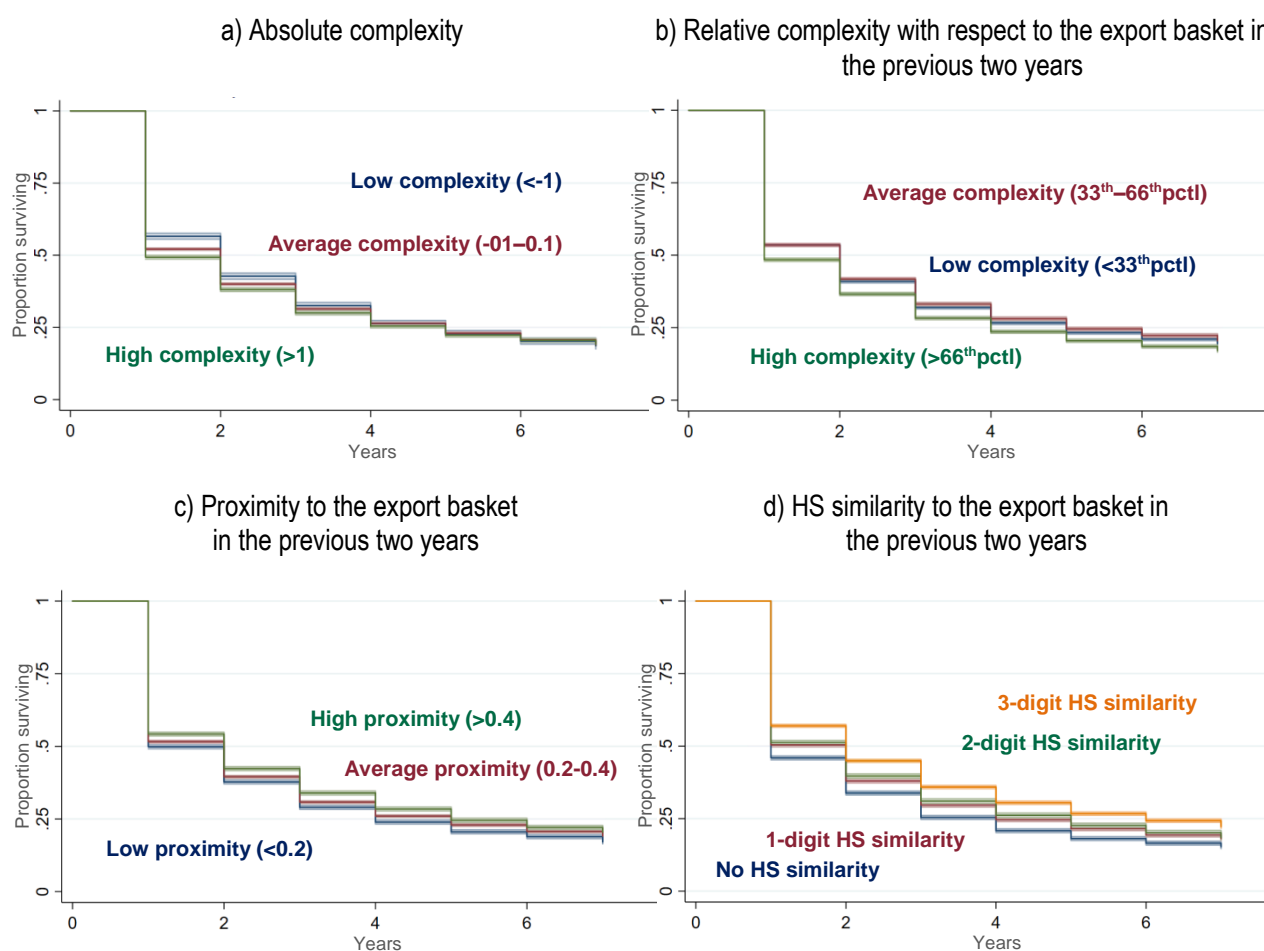 a) Absolute complexity
1
.75
.5
.25
0
Proportion surviving
Low complexity (<-1)
Average complexity (-01–0.1)
High complexity (>1)
0 2 4 6
Years
b) Relative complexity with respect to the export basket in
the previous two years
1
.75
.5
.25
0
Proportion surviving
Average complexity (33th–66thpctl)
Low complexity (<33thpctl)
High complexity (>66thpctl)
0 2 4 6
Years
c) Proximity to the export basket
in the previous two years
1
.75
.5
.25
0
Proportion surviving
High proximity (>0.4)
Average proximity (0.2-0.4)
Low proximity (<0.2)
0 2 4 6
Years
d) HS similarity to the export basket in
the previous two years
1
.75
.5
.25
0
Proportion surviving
3-digit HS similarity
2-digit HS similarity
1-digit HS similarity
No HS similarity
0 2 4 6
Years